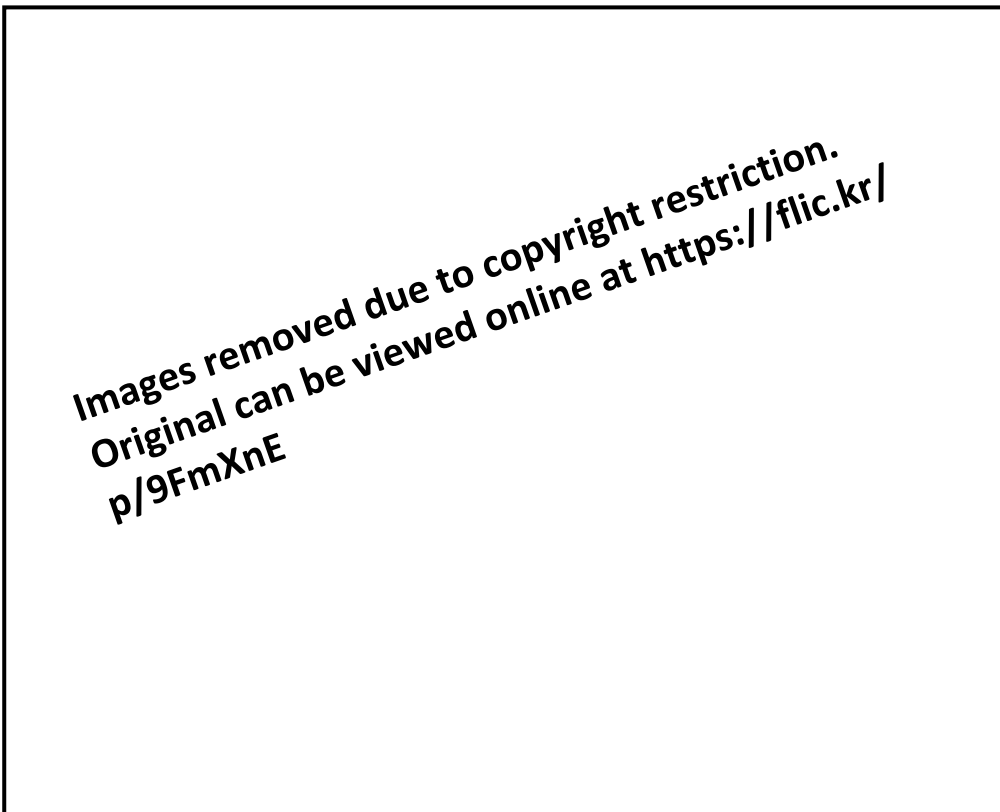 Images removed due to copyright restriction.
Original can be viewed online at https://flic.kr/
p/9FmXnE